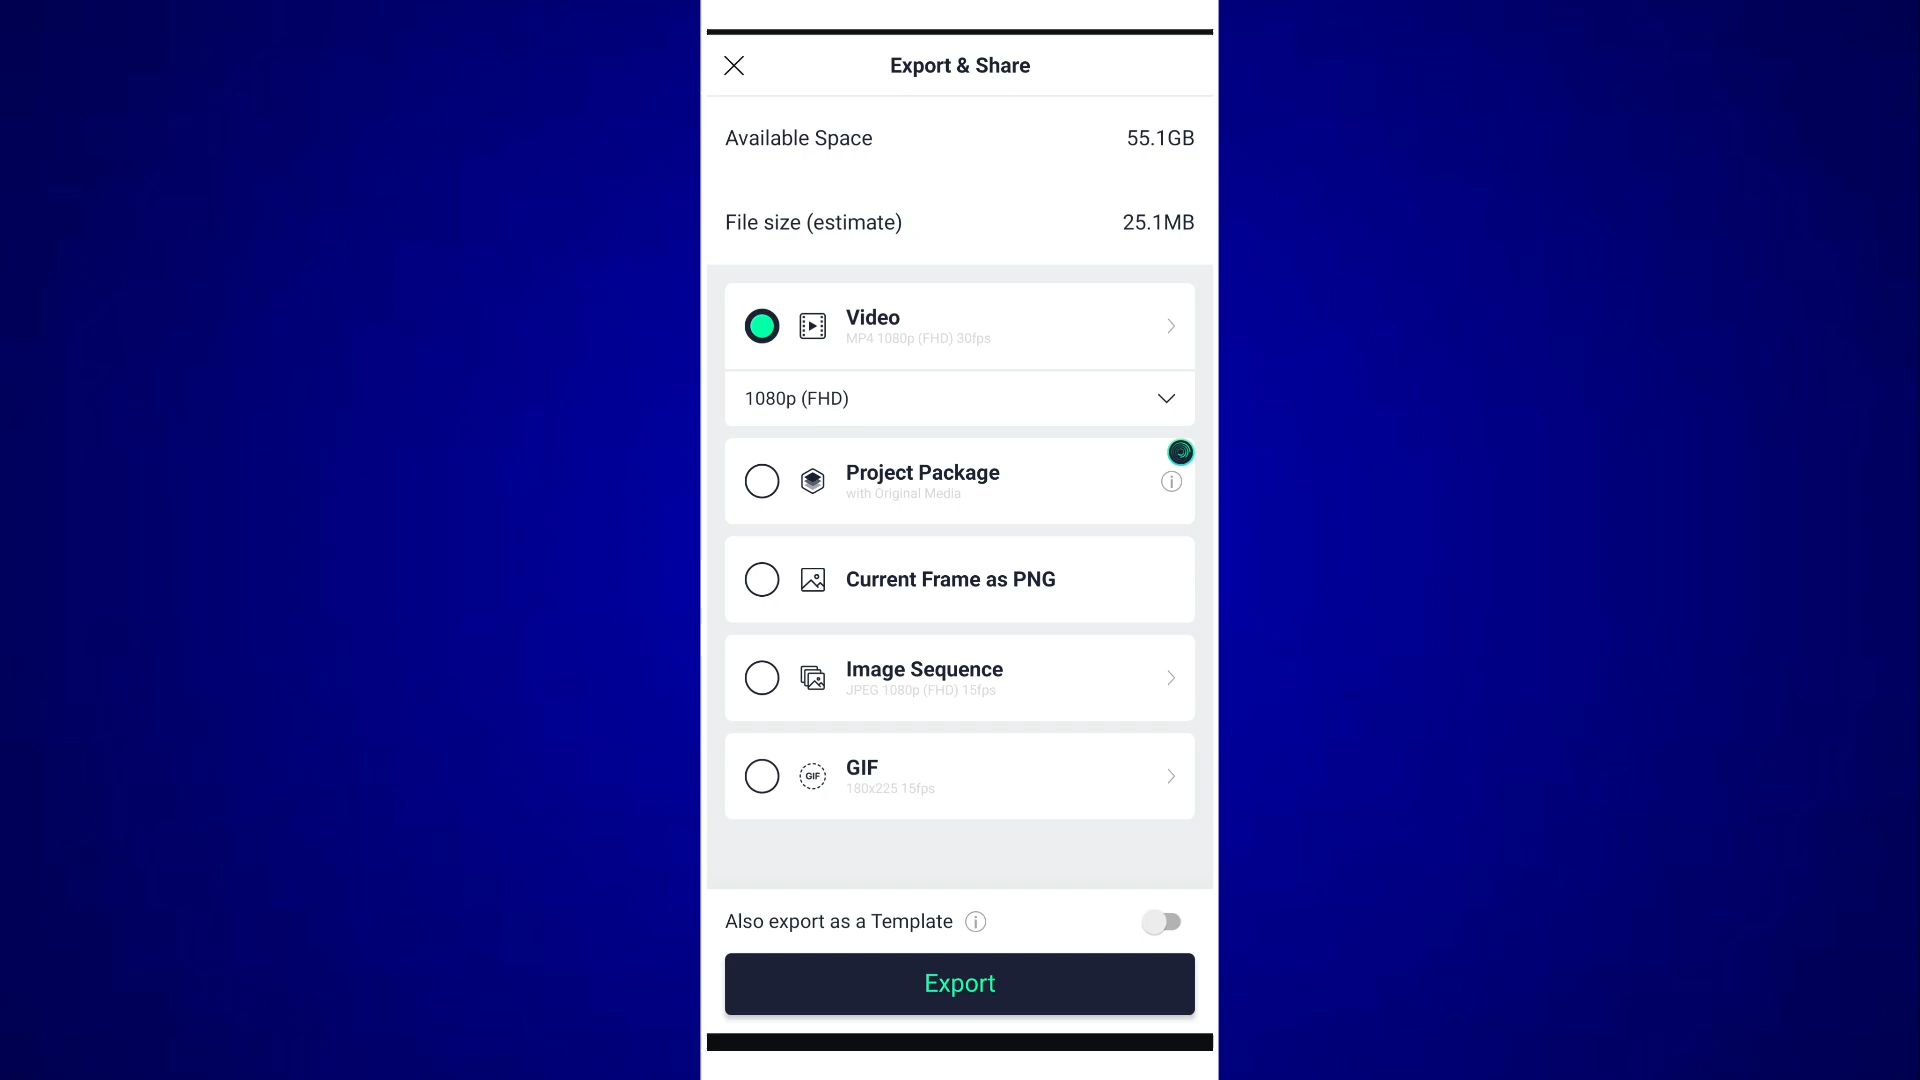 Export & Share
Available Space 55.1GB
File size (estimate) 25.1MB
Video
MP4 1080p (FHD) 30fps
1080p (FHD)
Project Package
with Original Media
Current Frame as PNG
Image Sequence
JPEG 1080p (FHD) 15fps
GIF
GIF
180x225 15fps
Also export as a Template
Export